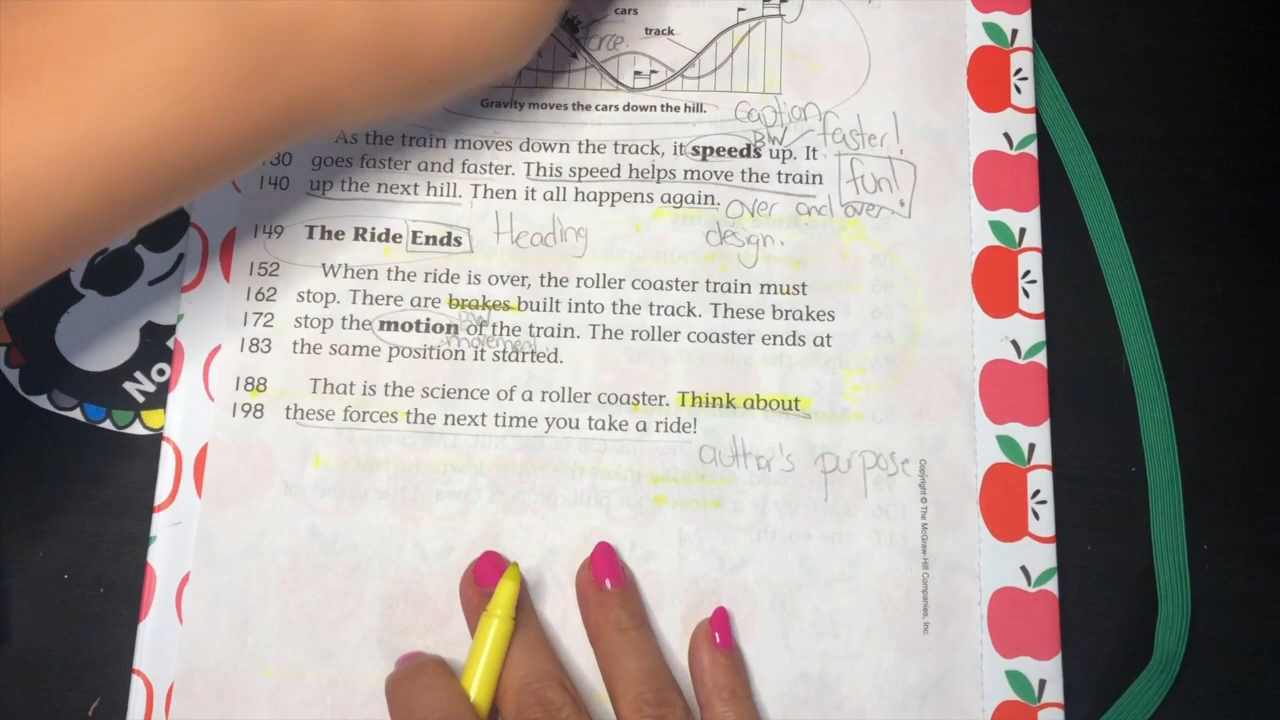 cars
force.
track
Gravity moves the cars down the hill.
caption
BW
faster!
As the train moves down the track, it speeds up. It
130 goes faster and faster. This speed helps move the train
fun!
140 up the next hill. Then it all happens again.
over and over.
149 The Ride Ends
Heading
design.
152 When the ride is over, the roller coaster train must
162 stop. There are brakes built into the track. These brakes
BW
172 stop the motion of the train. The roller coaster ends at
movement.
183 the same position it started.
188 That is the science of a roller coaster. Think about
198 these forces the next time you take a ride!
author's purpose
Copyright © The McGraw-Hill Companies, Inc.
No